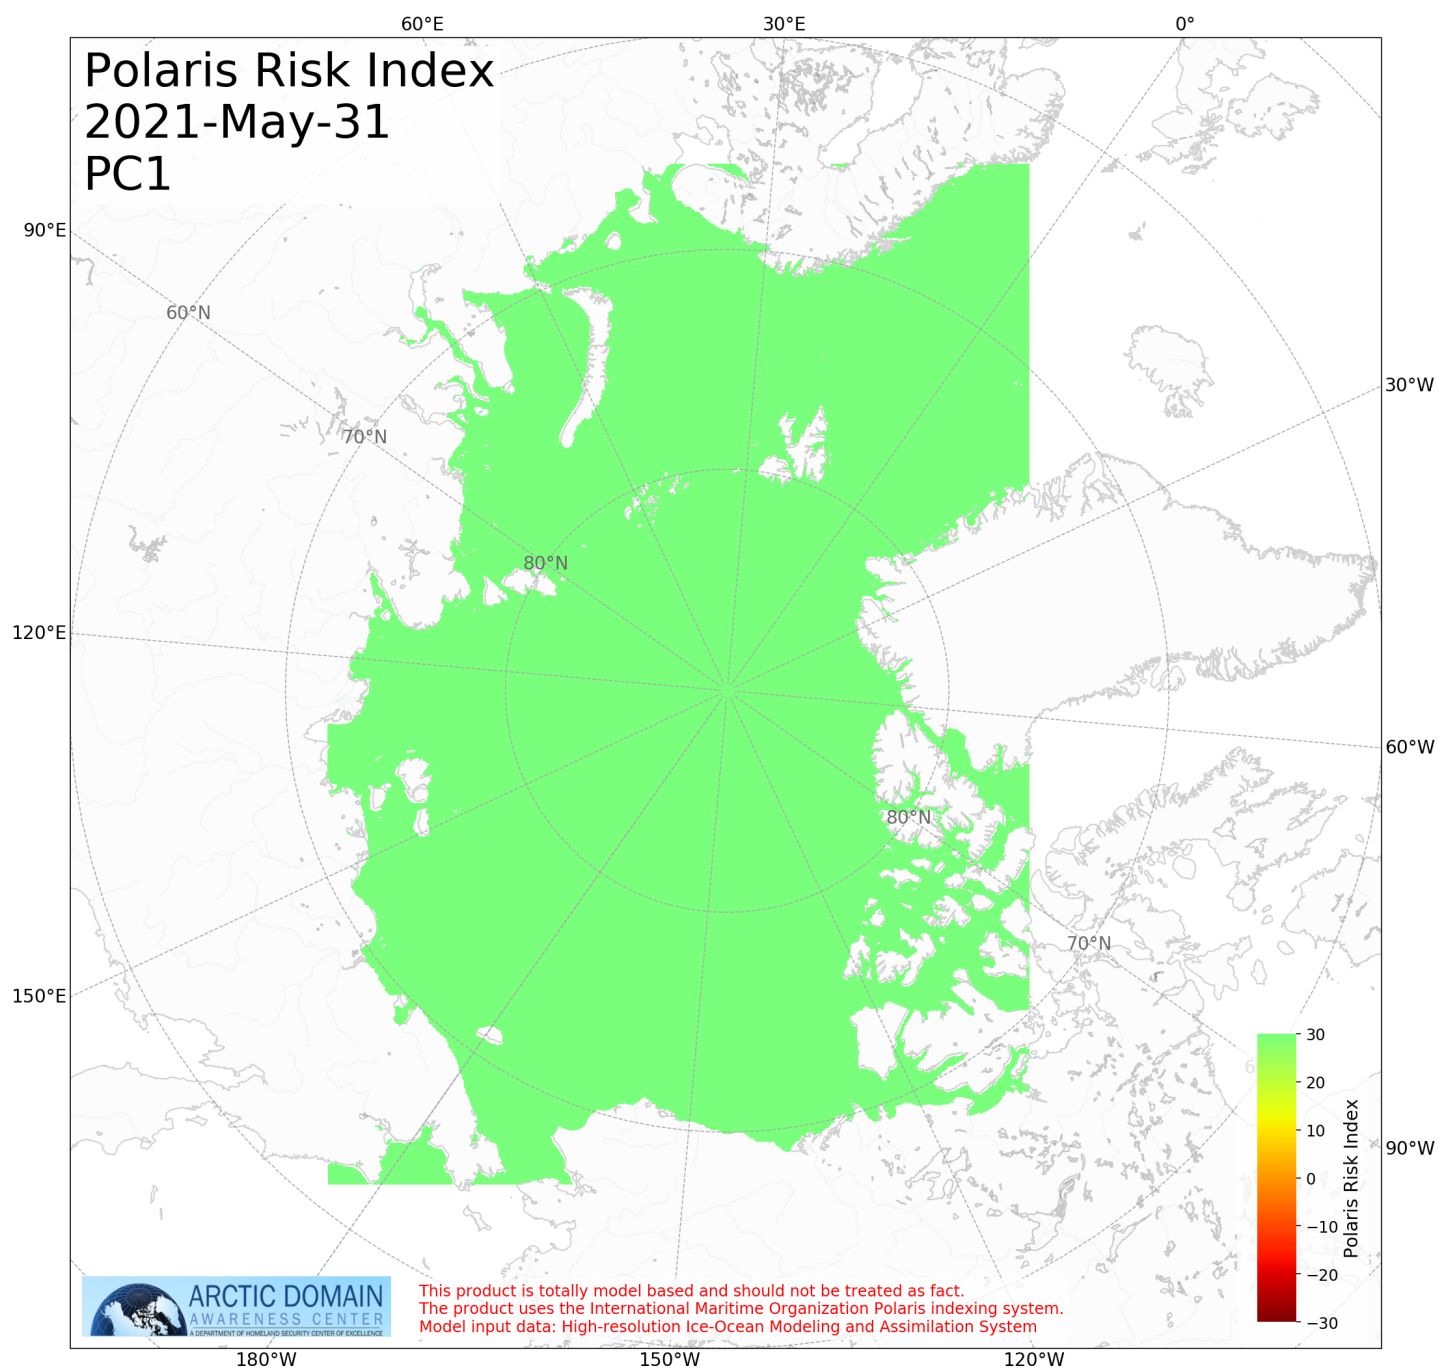 60°E 30°E 0°
Polaris Risk Index
2021-May-31
PC1
90°E
60°N
30°W
70°N
80°N
120°E
60°W
80°N
70°N
150°E
30
20
10
0
−10
−20
−30
Polaris Risk Index
90°W
ARCTIC DOMAIN
AWARENESS CENTER
A DEPARTMENT OF HOMELAND SECURITY CENTER OF EXCELLENCE
This product is totally model based and should not be treated as fact.
The product uses the International Maritime Organization Polaris indexing system.
Model input data: High-resolution Ice-Ocean Modeling and Assimilation System
180°W 150°W 120°W